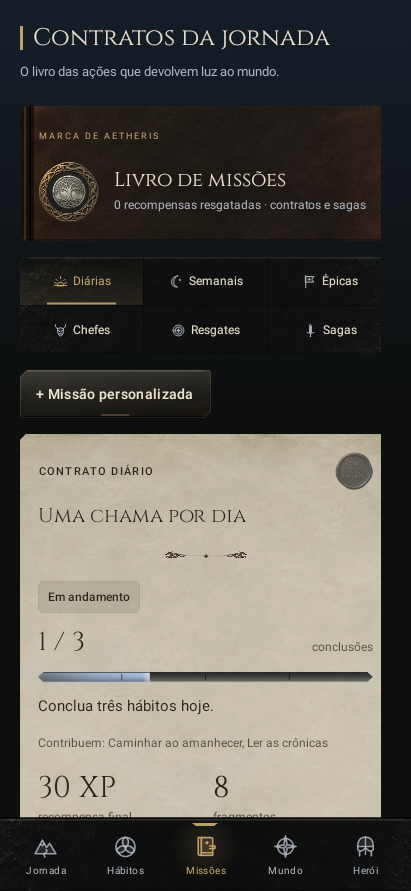 Contratos da Jornada
O livro das ações que devolvem luz ao mundo.
MARCA DE AETHERIS
Livro de missões
0 recompensas resgatadas · contratos e sagas
Diárias
Semanais
Épicas
Chefes
Resgates
Sagas
+ Missão personalizada
CONTRATO DIÁRIO
Uma chama por dia
Em andamento
1 / 3
conclusões
Conclua três hábitos hoje.
Contribuem: Caminhar ao amanhecer, Ler as crônicas
30 XP
8
recompensa final
fragmentos
Jornada
Hábitos
Missões
Mundo
Herói